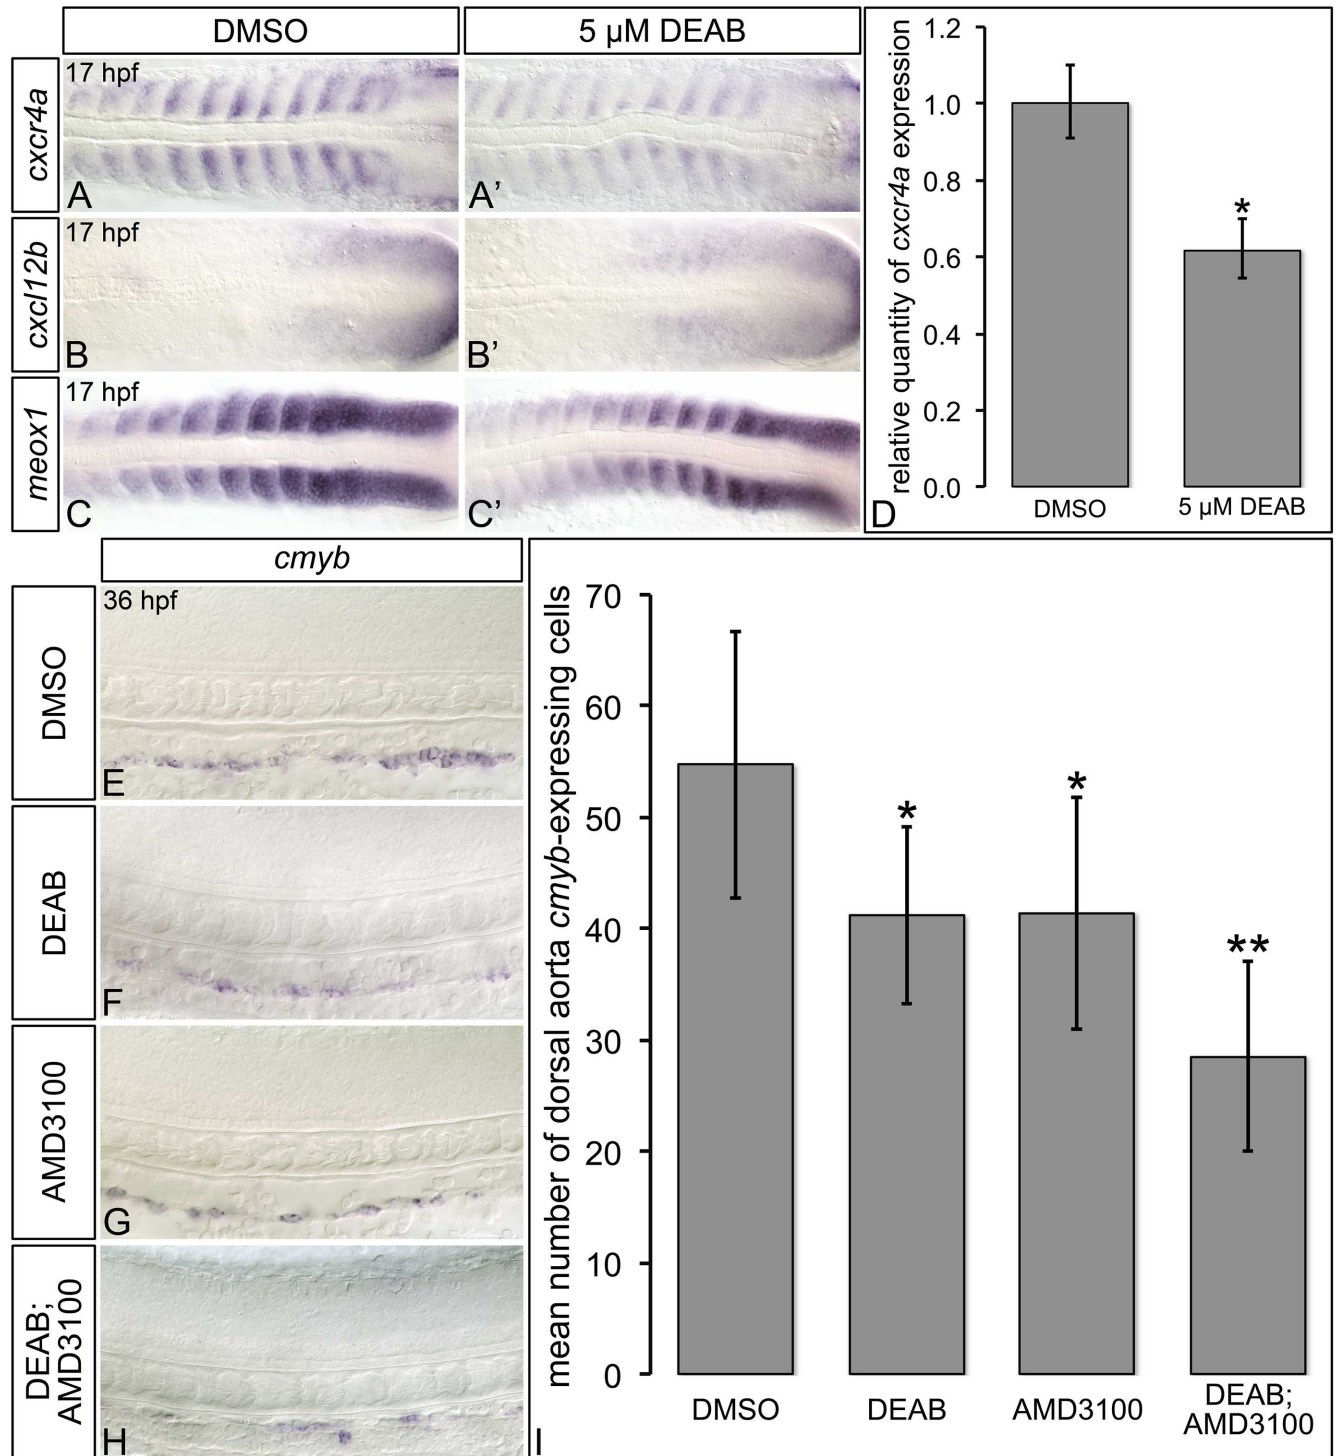 DMSO
5 µM DEAB
cxcr4a
17 hpf
A
A’
cxcl12b
17 hpf
B
B’
meox1
17 hpf
C
C’
relative quantity of cxcr4a expression
1.2
1.0
0.8
0.6
0.4
0.2
0.0
*
DMSO
5 µM DEAB
D
cmyb
DMSO
36 hpf
E
DEAB
F
AMD3100
G
DEAB;
AMD3100
H
mean number of dorsal aorta cmyb-expressing cells
70
60
50
40
30
20
10
0
*
*
**
DMSO
DEAB
AMD3100
DEAB;
AMD3100
I